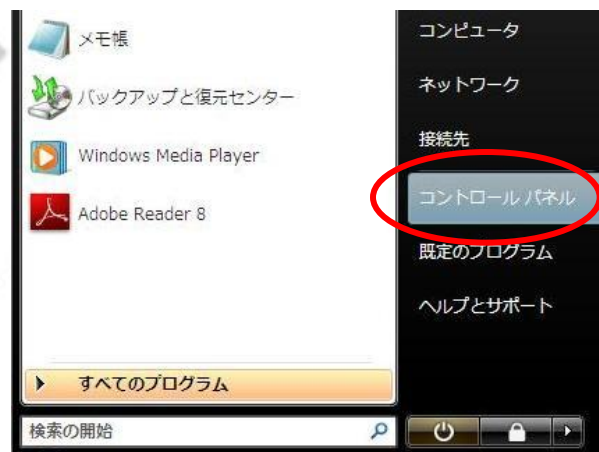 メモ帳
バックアップと復元センター
Windows Media Player
Adobe Reader 8
すべてのプログラム
検索の開始
コンピュータ
ネットワーク
接続先
コントロール パネル
既定のプログラム
ヘルプとサポート